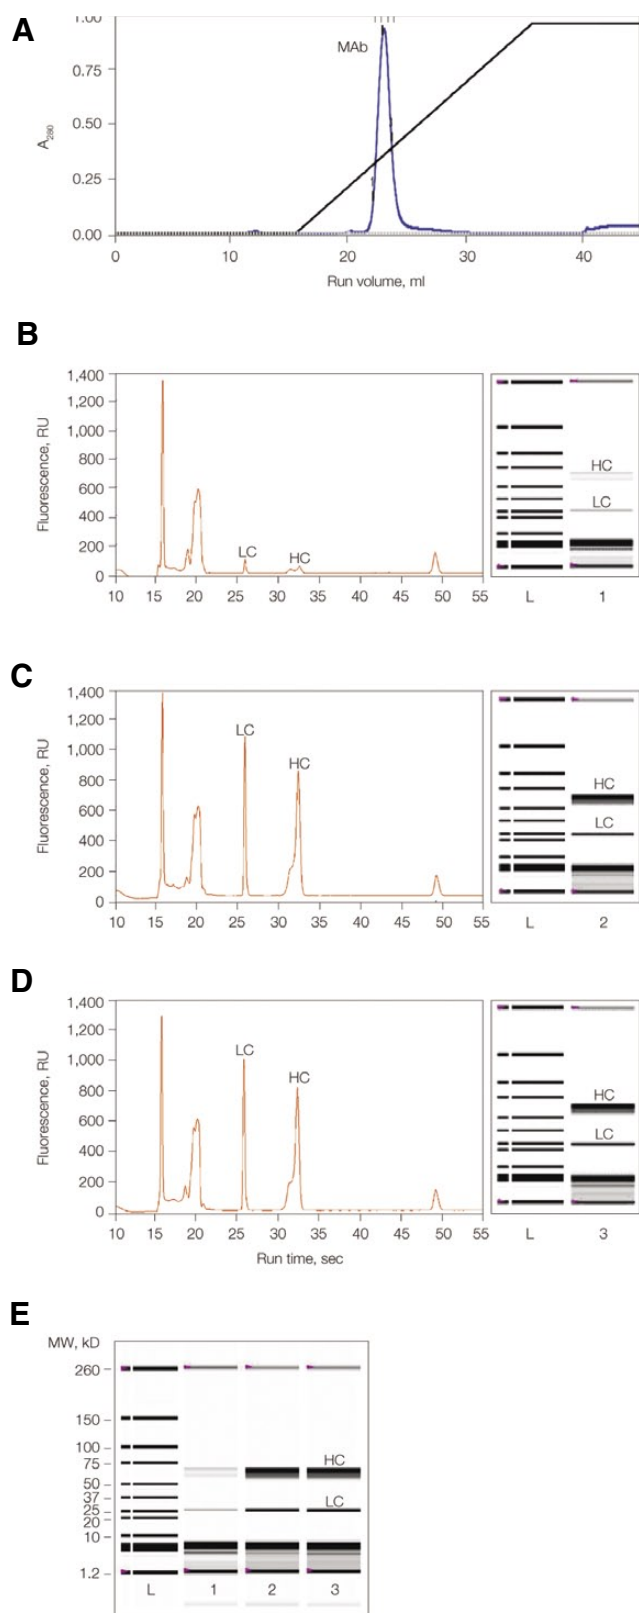 A
1.00
MAb
0.75
A280
0.50
0.25
0.00
0 10 20 30 40
Run volume, ml
B
1,400
1,200
1,000
800
600
400
200
0
Fluorescence, RU
LC HC
10 15 20 25 30 35 40 45 50 55
HC
LC
L 1
C
1,400
1,200
1,000
800
600
400
200
0
Fluorescence, RU
LC
HC
10 15 20 25 30 35 40 45 50 55
HC
LC
L 2
D
1,400
1,200
1,000
800
600
400
200
0
Fluorescence, RU
LC
HC
10 15 20 25 30 35 40 45 50 55
Run time, sec
HC
LC
L 3
E
MW, kD
260
150
100
75
50
37
25
20
10
1.2
HC
LC
L 1 2 3